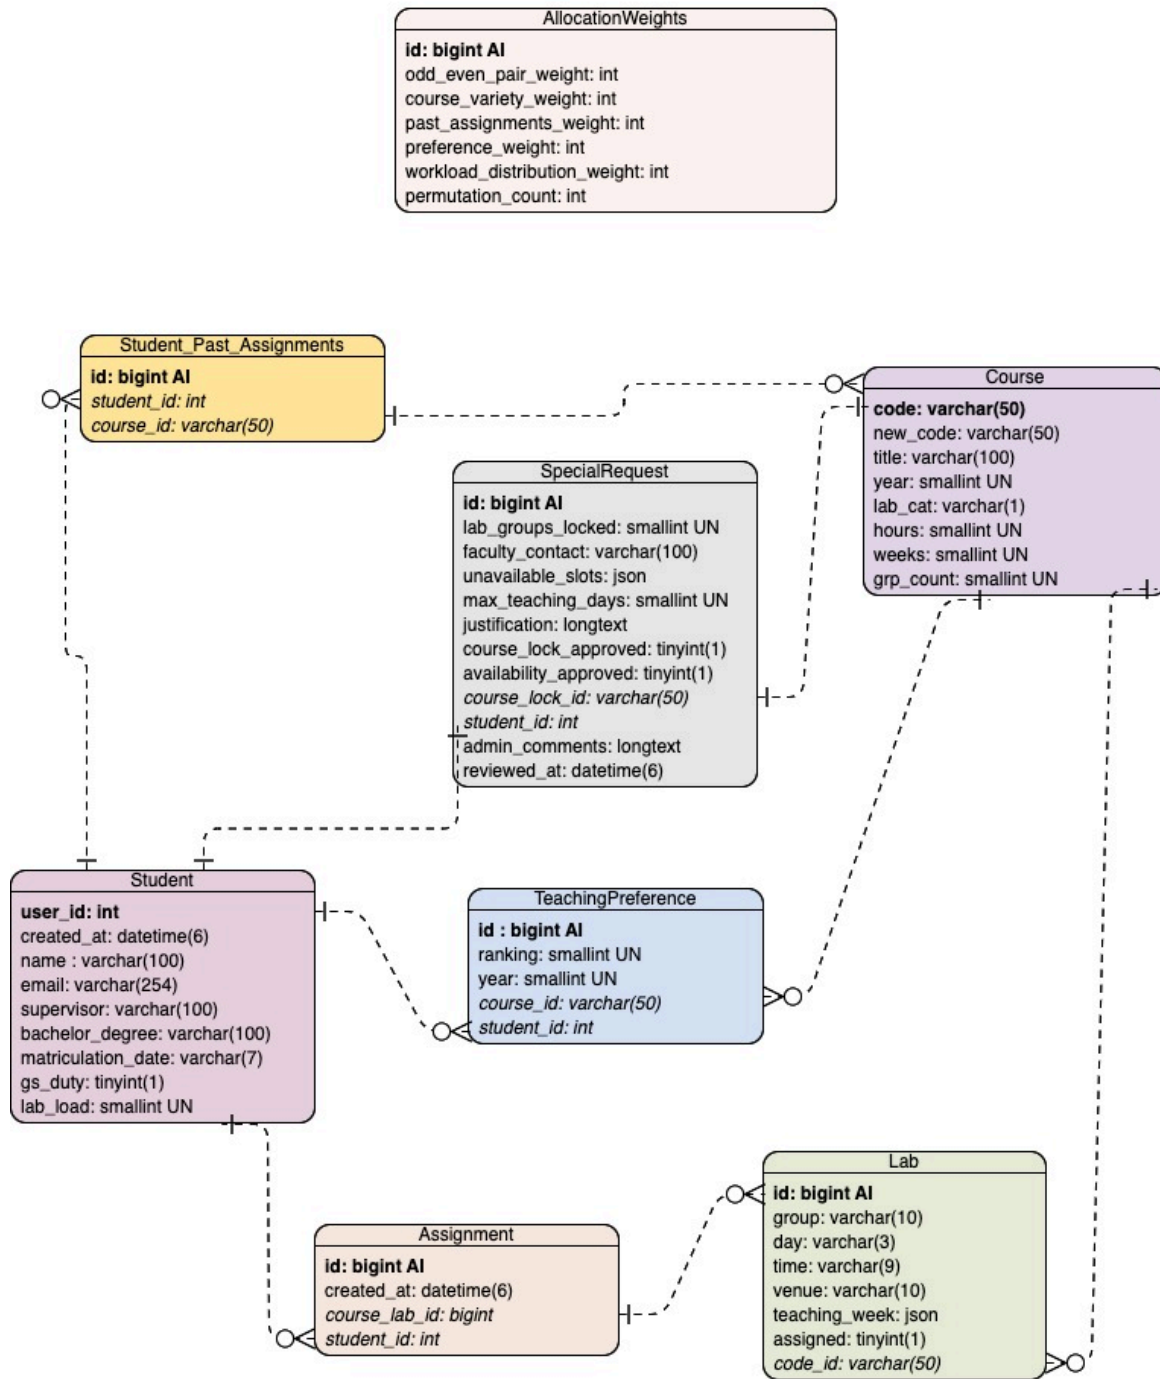 AllocationWeights
id: bigint AI
odd_even_pair_weight: int
course_variety_weight: int
past_assignments_weight: int
preference_weight: int
workload_distribution_weight: int
permutation_count: int
Student_Past_Assignments
id: bigint AI
student_id: int
course_id: varchar(50)
Course
code: varchar(50)
new_code: varchar(50)
title: varchar(100)
year: smallint UN
lab_cat: varchar(1)
hours: smallint UN
weeks: smallint UN
grp_count: smallint UN
SpecialRequest
id: bigint AI
lab_groups_locked: smallint UN
faculty_contact: varchar(100)
unavailable_slots: json
max_teaching_days: smallint UN
justification: longtext
course_lock_approved: tinyint(1)
availability_approved: tinyint(1)
course_lock_id: varchar(50)
student_id: int
admin_comments: longtext
reviewed_at: datetime(6)
Student
user_id: int
created_at: datetime(6)
name : varchar(100)
email: varchar(254)
supervisor: varchar(100)
bachelor_degree: varchar(100)
matriculation_date: varchar(7)
gs_duty: tinyint(1)
lab_load: smallint UN
TeachingPreference
id : bigint AI
ranking: smallint UN
year: smallint UN
course_id: varchar(50)
student_id: int
Assignment
id: bigint AI
created_at: datetime(6)
course_lab_id: bigint
student_id: int
Lab
id: bigint AI
group: varchar(10)
day: varchar(3)
time: varchar(9)
venue: varchar(10)
teaching_week: json
assigned: tinyint(1)
code_id: varchar(50)